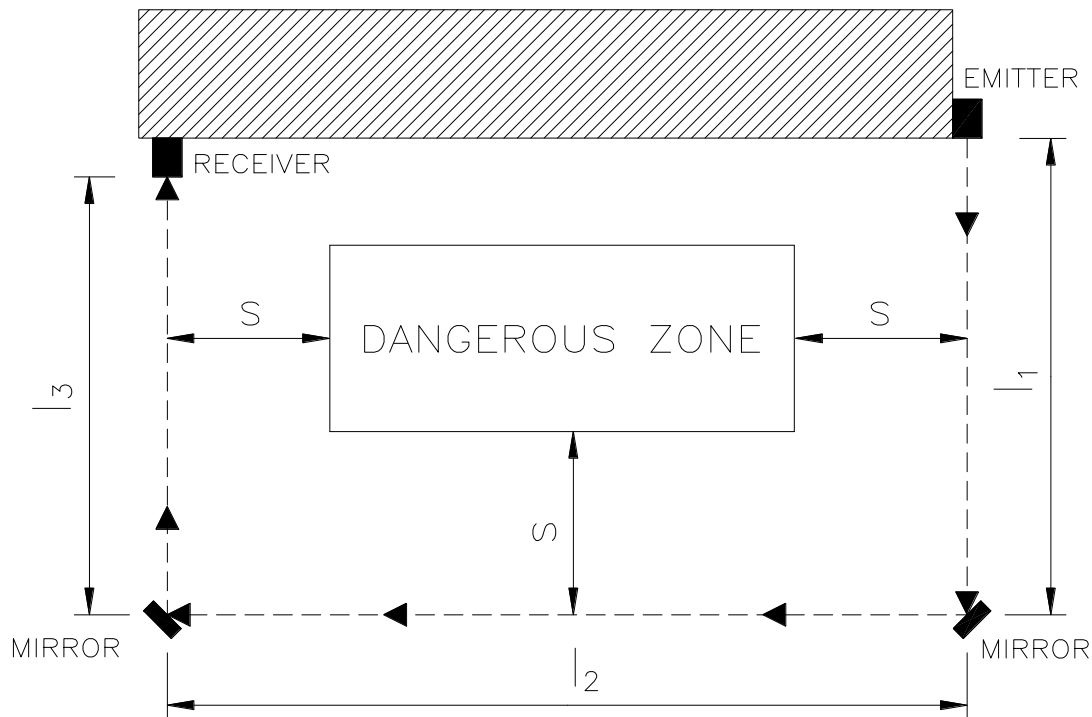 EMITTER
RECEIVER
S
S
DANGEROUS ZONE
l1
l3
S
MIRROR
MIRROR
l2